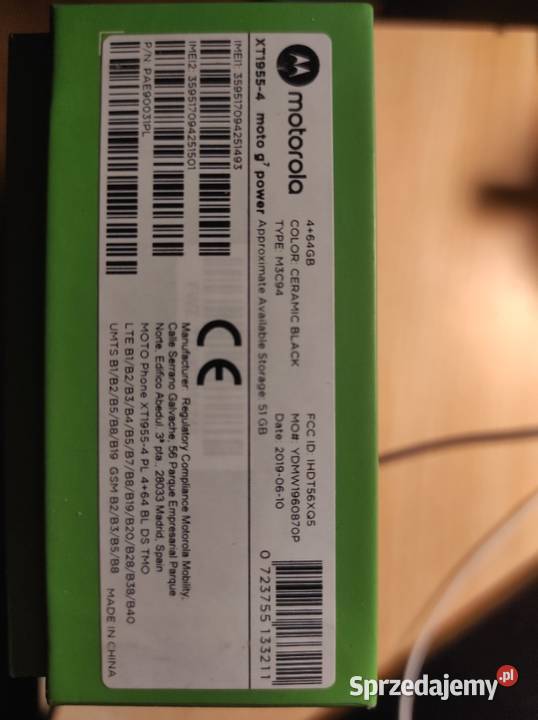 motorola
4+64GB
COLOR: CERAMIC BLACK
TYPE: M3C94
FCC ID: IHDT56XQ5
MO#: YDMW1960870P
Date: 2019-06-10
0 723755 133211
XT1955-4 moto g7 power Approximate Available Storage: 51 GB
IMEI1: 359517094251493
IMEI2: 359517094251501
P/N: PAE90031PL
CE
Manufacturer: Regulatory Compliance Motorola Mobility,
Calle Serrano Galvache, 56 Parque Empresarial Parque
Norte, Edifico Abedul, 3ª pta., 28033 Madrid, Spain
MOTO Phone XT1955-4 PL 4+64 BL DS TMO
LTE B1/B2/B3/B4/B5/B7/B8/B19/B20/B28/B38/B40
UMTS B1/B2/B5/B8/B19 GSM B2/B3/B5/B8
MADE IN CHINA
Sprzedajemy.pl